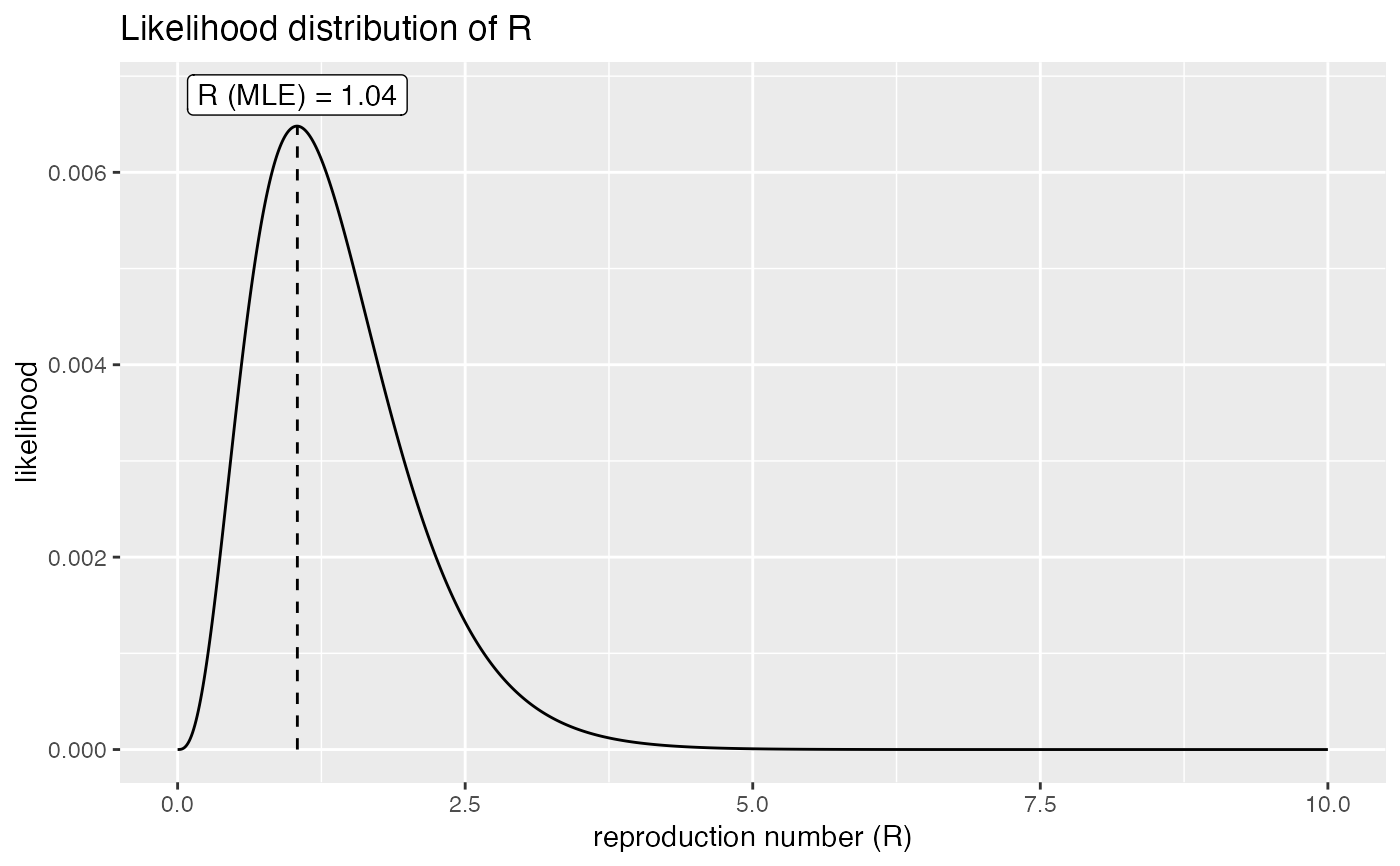 Likelihood distribution of R
R (MLE) = 1.04
likelihood
0.006
0.004
0.002
0.000
0.0 2.5 5.0 7.5 10.0
reproduction number (R)